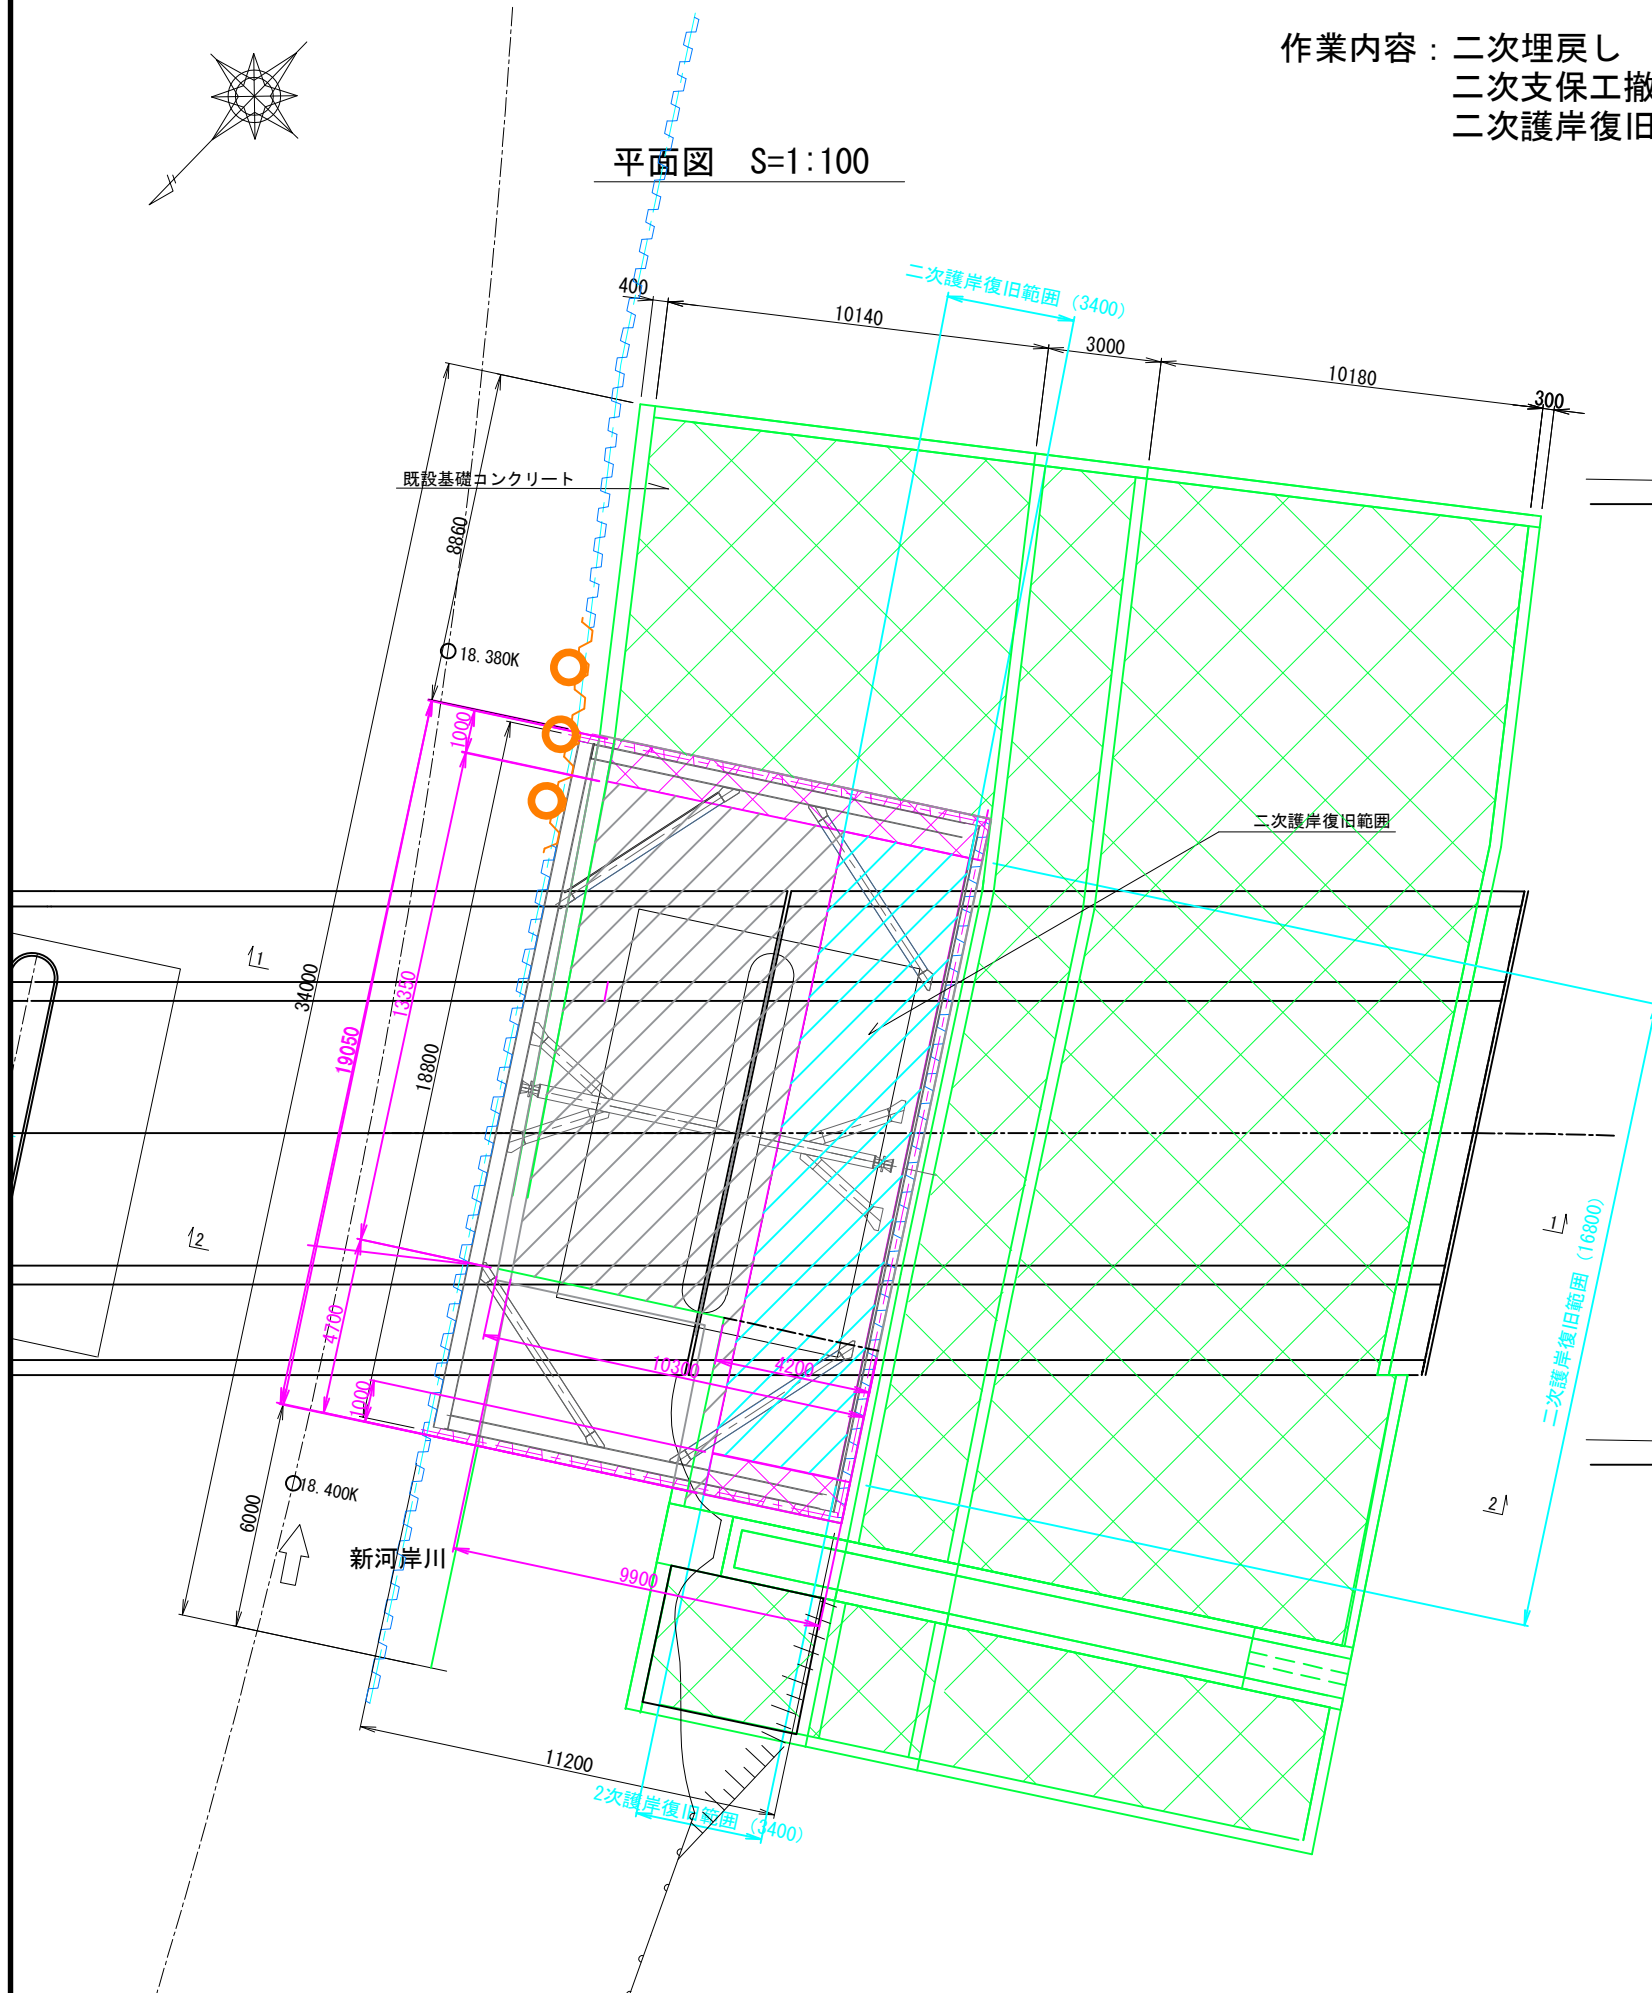 作業内容：二次埋戻し
二次支保工撤
二次護岸復旧
平面図 S=1:100
二次護岸復旧範囲 (3400)
400
10140
3000
10180
300
既設基礎コンクリート
8860
18.380K
1000
二次護岸復旧範囲
1
34000
13350
19050
18800
2
1
二次護岸復旧範囲 (16800)
4700
10300
4200
1000
18.400K
2
6000
新河岸川
9900
11200
2次護岸復旧範囲 (3400)